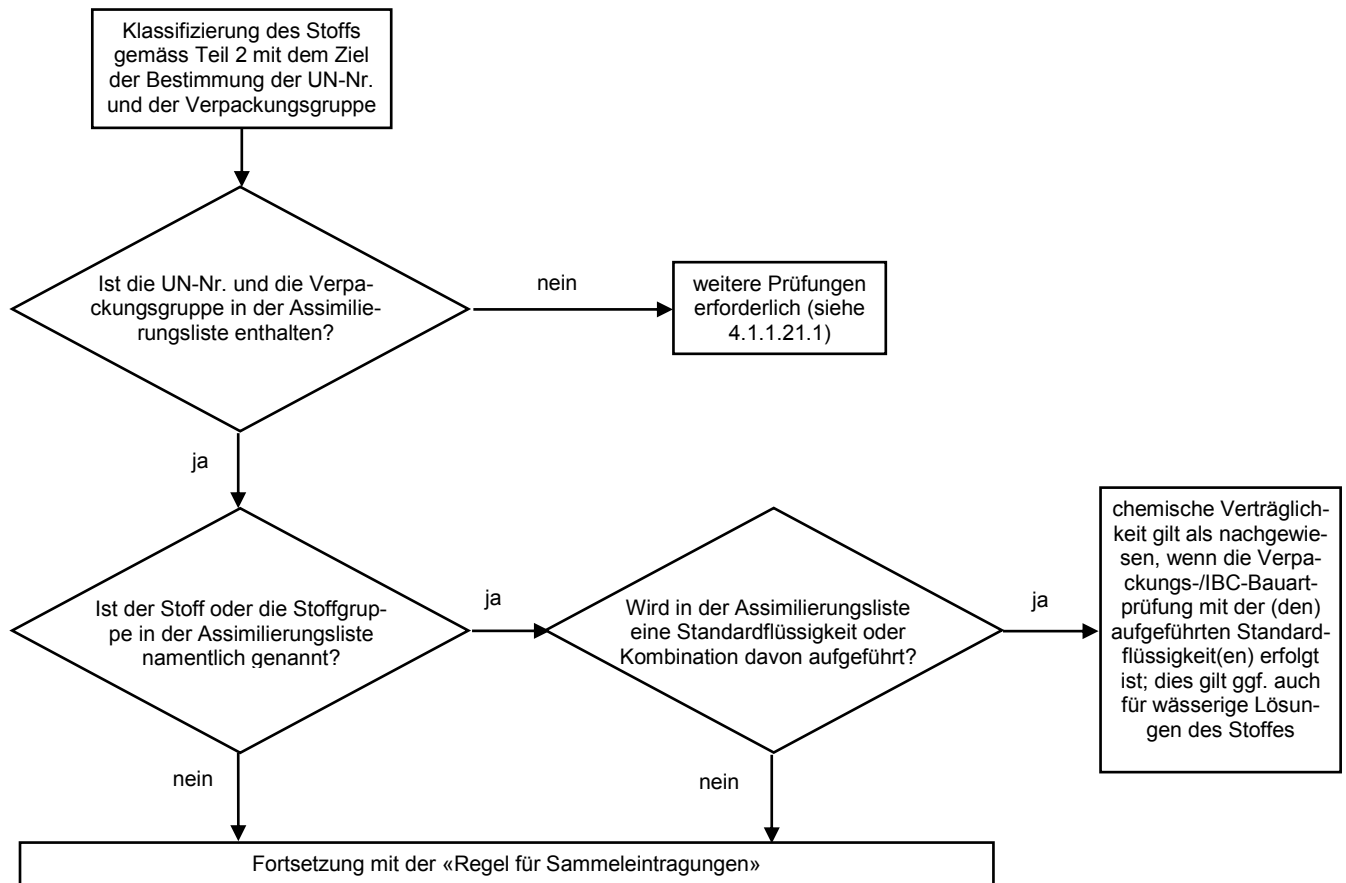 Klassifizierung des Stoffs
gemäss Teil 2 mit dem Ziel
der Bestimmung der UN-Nr.
und der Verpackungsgruppe
Ist die UN-Nr. und die Verpa-
ckungsgruppe in der Assimilie-
rungsliste enthalten?
nein
weitere Prüfungen
erforderlich (siehe
4.1.1.21.1)
ja
Ist der Stoff oder die Stoffgrup-
pe in der Assimilierungsliste
namentlich genannt?
ja
Wird in der Assimilierungsliste
eine Standardflüssigkeit oder
Kombination davon aufgeführt?
ja
chemische Verträglich-
keit gilt als nachgewie-
sen, wenn die Verpa-
ckungs-/IBC-Bauart-
prüfung mit der (den)
aufgeführten Standard-
flüssigkeit(en) erfolgt
ist; dies gilt ggf. auch
für wässerige Lösun-
gen des Stoffes
nein
nein
Fortsetzung mit der «Regel für Sammeleintragungen»